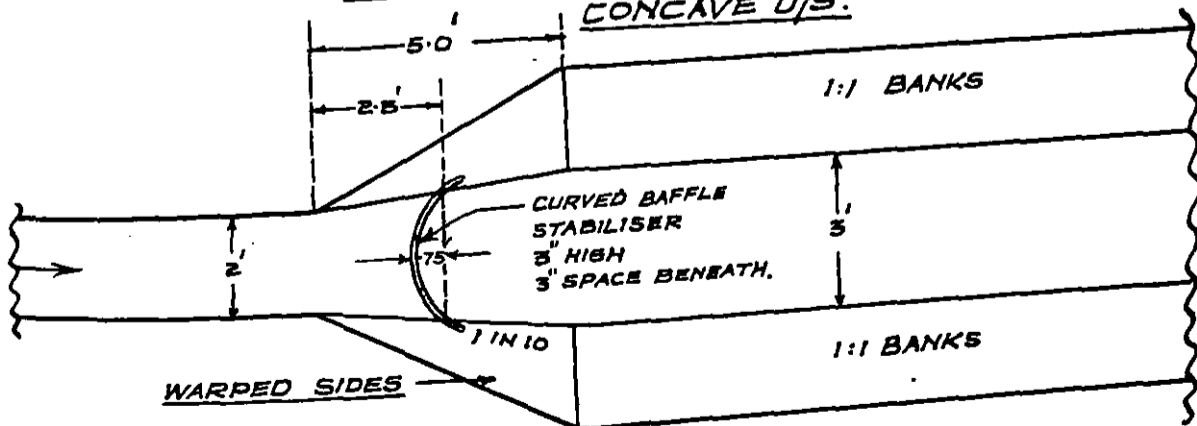 CONCAVE D/S.
5.0'
2.5'
1:1 BANKS
CURVED BAFFLE
STABILISER
3" HIGH
3" SPACE BENEATH.
.75
2'
3'
1 IN 10
1:1 BANKS
WARPED SIDES